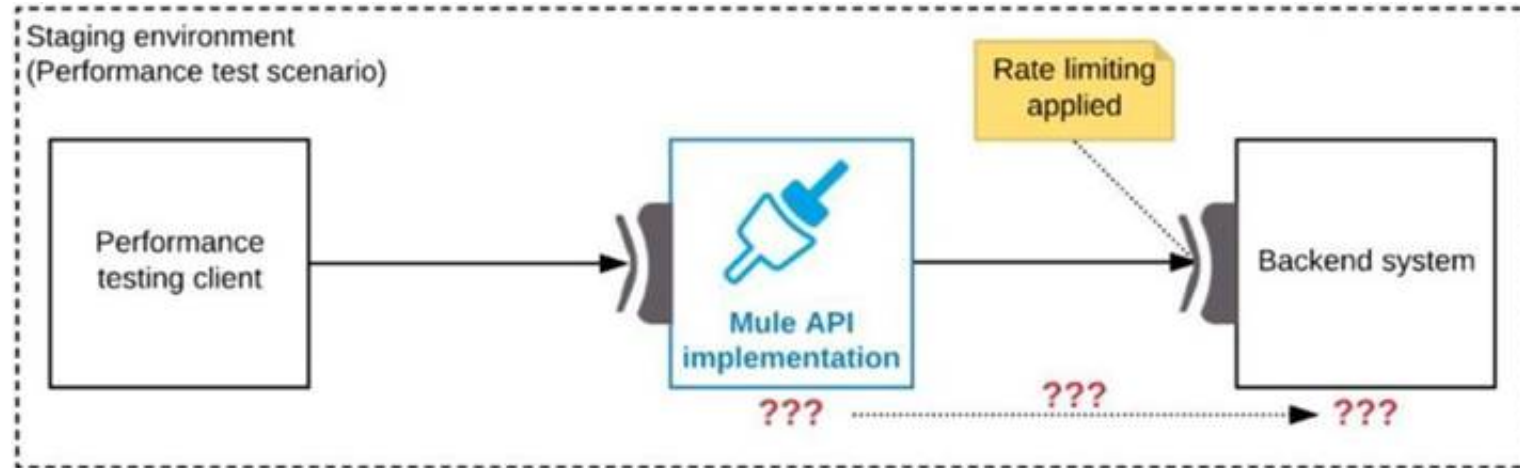 Staging environment
(Performance test scenario)
Rate limiting
applied
Performance
testing client
Mule API
implementation
Backend system
???
???
???